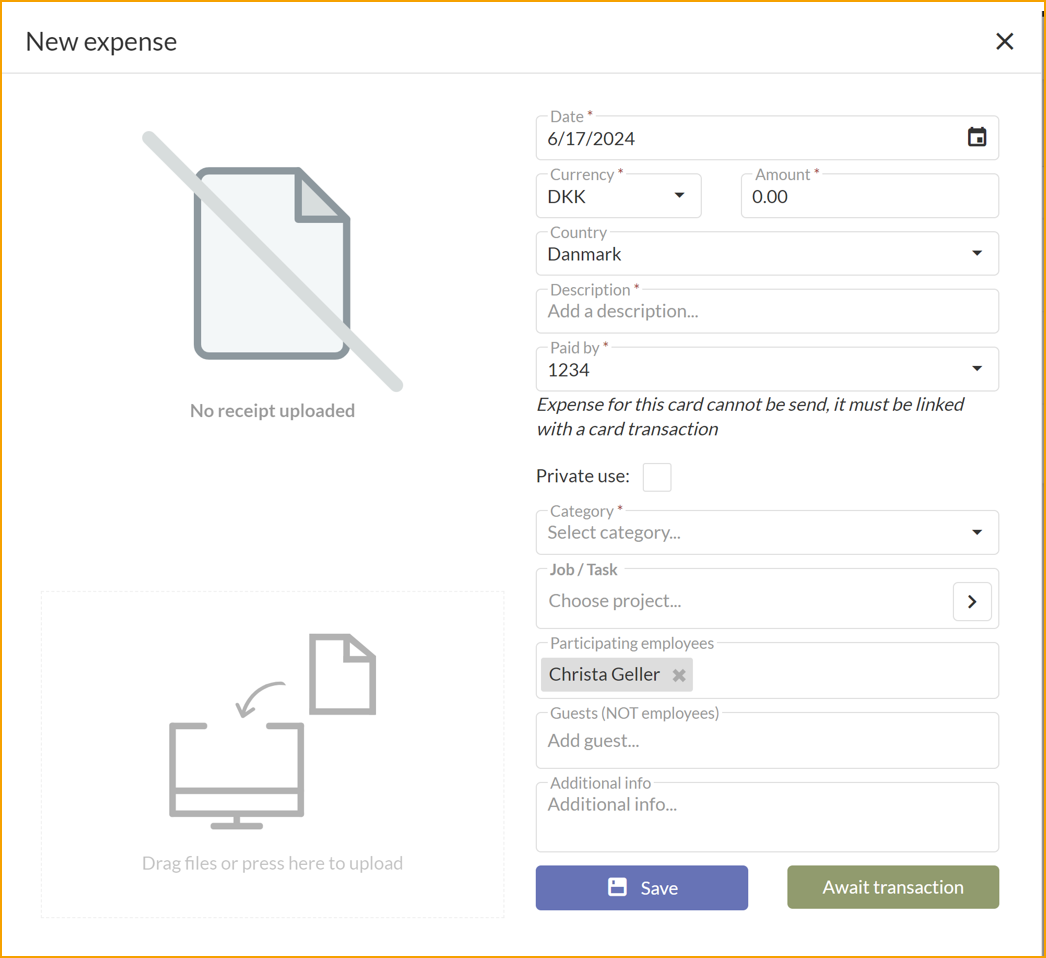 New expense
No receipt uploaded
Drag files or press here to upload
Date *
6/17/2024
Currency *
DKK
Amount *
0.00
Country
Danmark
Description *
Add a description...
Paid by *
1234
Expense for this card cannot be send, it must be linked
with a card transaction
Private use:
Category *
Select category...
Job / Task
Choose project...
Participating employees
Christa Geller
Guests (NOT employees)
Add guest...
Additional info
Additional info...
Save
Await transaction